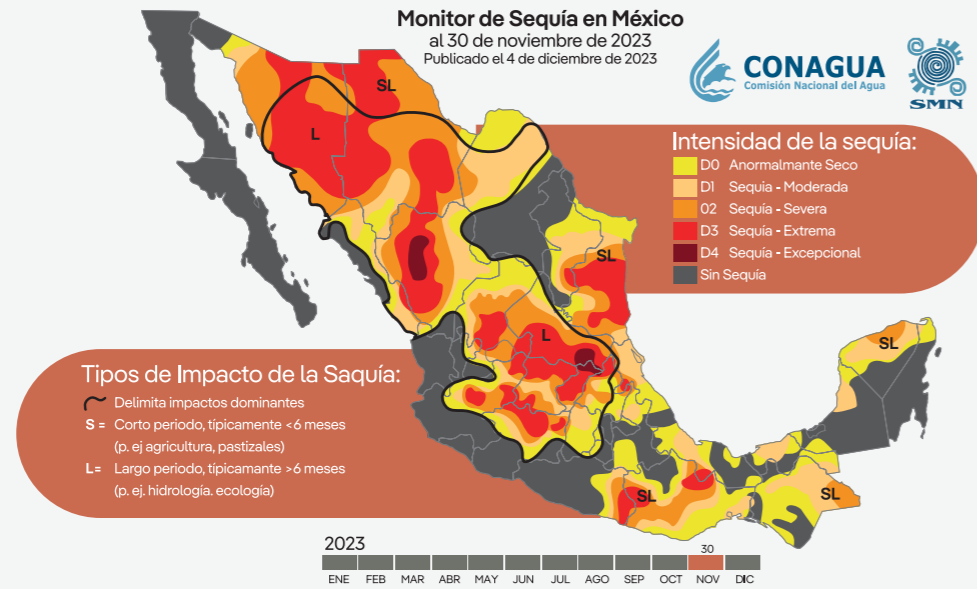 Monitor de Sequía en México
al 30 de noviembre de 2023
Publicado el 4 de diciembre de 2023
CONAGUA
Comisión Nacional del Agua
SMN
Intensidad de la sequía:
D0 Anormalmante Seco
D1 Sequia - Moderada
02 Sequía - Severa
D3 Sequía - Extrema
D4 Sequía - Excepcional
Sin Sequía
SL
L
SL
L
SL
SL
SL
Tipos de Impacto de la Saquía:
Delimita impactos dominantes
S = Corto periodo, típicamente <6 meses
(p. ej agricultura, pastizales)
L= Largo periodo, típicamente >6 meses
(p. ej. hidrología. ecología)
2023
30
ENE FEB MAR ABR MAY JUN JUL AGO SEP OCT NOV DIC